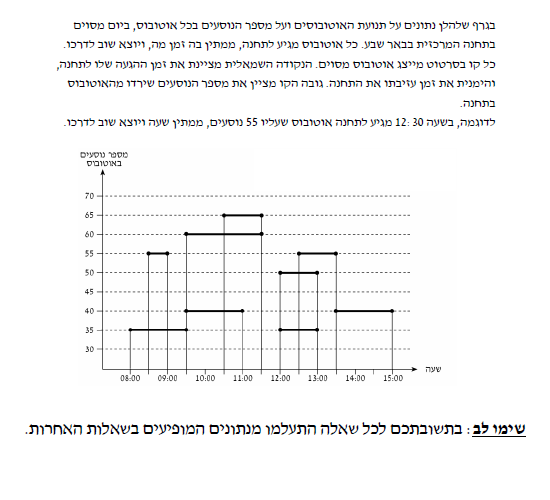 בגרף שלהלן נתונים על תנועת האוטובוסים ועל מספר הנוסעים בכל אוטובוס, ביום מסוים
בתחנה המרכזית בבאר שבע. כל אוטובוס מגיע לתחנה, ממתין בה זמן מה, ויוצא שוב לדרכו.
כל קו בסרטוט מייצג אוטובוס מסוים. הנקודה השמאלית מציינת את זמן ההגעה שלו לתחנה,
והימנית את זמן עזיבתו את התחנה. גובה הקו מציין את מספר הנוסעים שירדו מהאוטובוס
בתחנה.
לדוגמה, בשעה 12:30 מגיע לתחנה אוטובוס שעליו 55 נוסעים, ממתין שעה ויוצא שוב לדרכו.
מספר נוסעים
באוטובוס
70
65
60
55
50
45
40
35
30
שעה
08:00 09:00 10:00 11:00 12:00 13:00 14:00 15:00
שימו לב: בתשובתכם לכל שאלה התעלמו מנתונים המופיעים בשאלות האחרות.